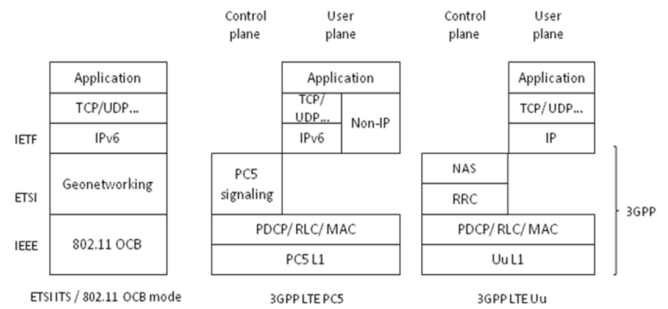 Control
plane
User
plane
Control
plane
User
plane
Application
TCP/UDP...
IETF
IPv6
ETSI
Geonetworking
IEEE
802.11 OCB
ETSI ITS / 802.11 OCB mode
Application
TCP/
UDP...
IPv6
Non-IP
PC5
signaling
PDCP/ RLC/ MAC
PC5 L1
3GPP LTE PC5
Application
TCP/ UDP...
IP
NAS
RRC
PDCP/ RLC/ MAC
Uu L1
3GPP LTE Uu
3GPP